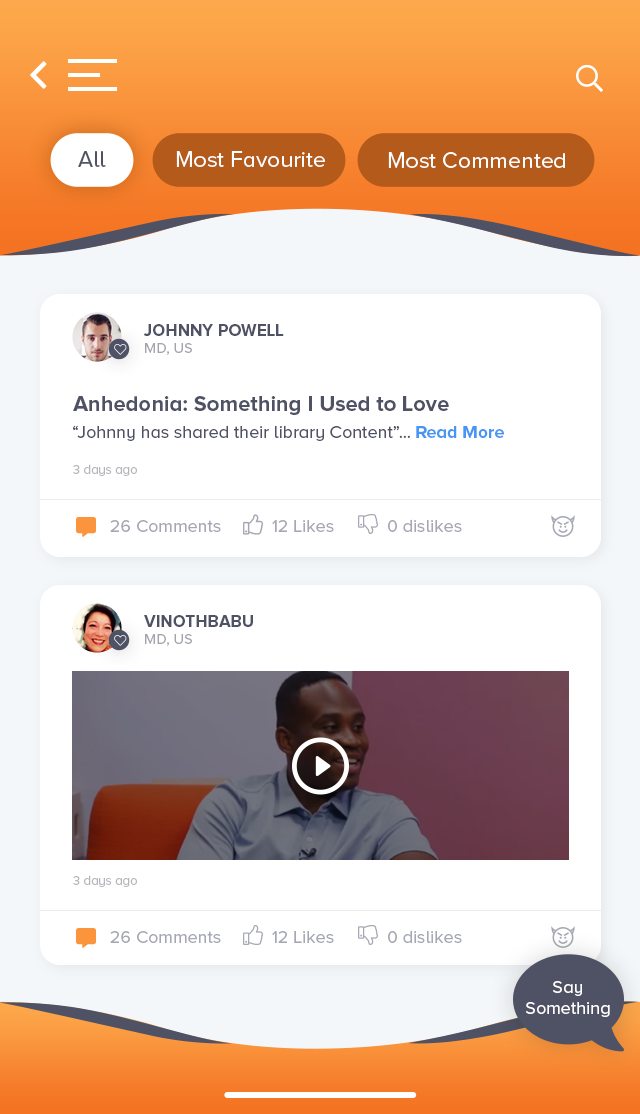 All
Most Favourite
Most Commented
JOHNNY POWELL
MD, US
Anhedonia: Something I Used to Love
“Johnny has shared their library Content”... Read More
3 days ago
26 Comments
12 Likes
0 dislikes
VINOTHBABU
MD, US
3 days ago
26 Comments
12 Likes
0 dislikes
Say
Something